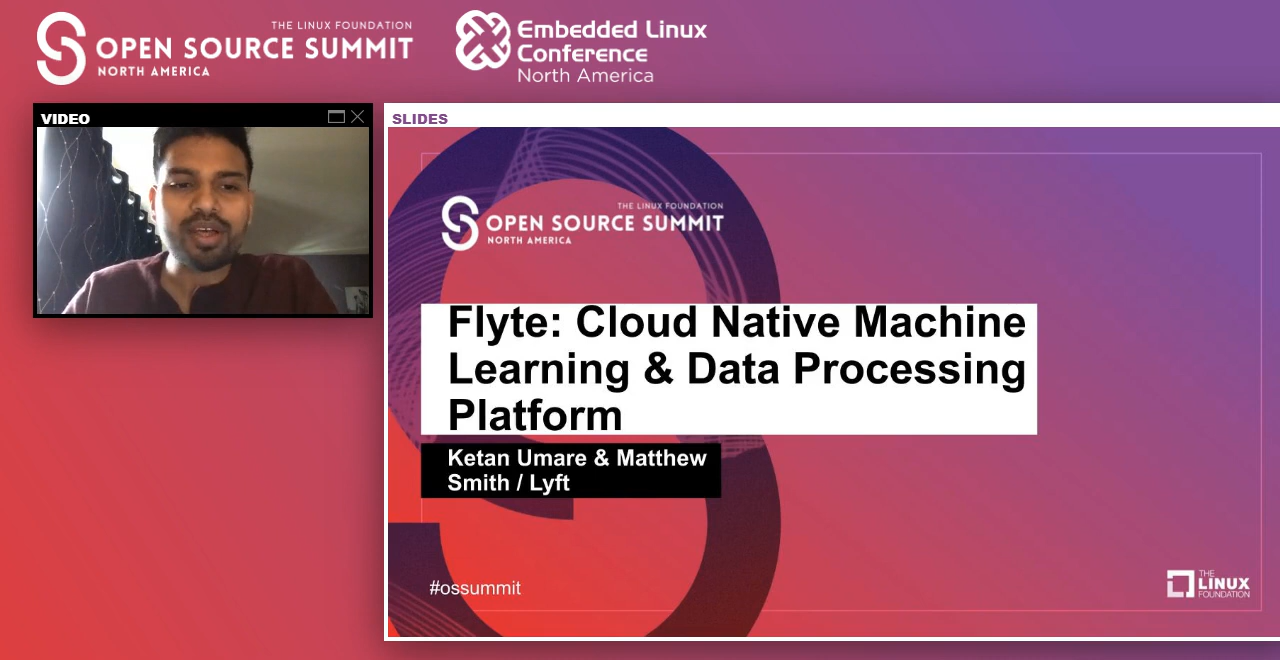 THE LINUX FOUNDATION
OPEN SOURCE SUMMIT
NORTH AMERICA
Embedded Linux
Conference
North America
VIDEO
SLIDES
THE LINUX FOUNDATION
OPEN SOURCE SUMMIT
NORTH AMERICA
Flyte: Cloud Native Machine
Learning & Data Processing
Platform
Ketan Umare & Matthew
Smith / Lyft
#ossummit
THE
LINUX
FOUNDATION